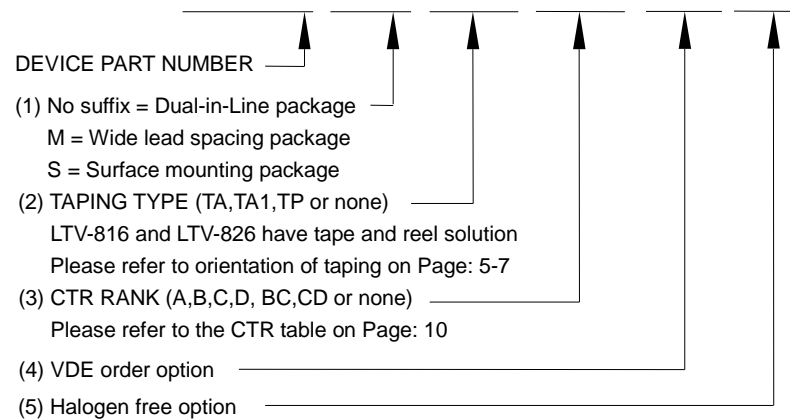 DEVICE PART NUMBER
(1) No suffix = Dual-in-Line package
M = Wide lead spacing package
S = Surface mounting package
(2) TAPING TYPE (TA,TA1,TP or none)
LTV-816 and LTV-826 have tape and reel solution
Please refer to orientation of taping on Page: 5-7
(3) CTR RANK (A,B,C,D, BC,CD or none)
Please refer to the CTR table on Page: 10
(4) VDE order option
(5) Halogen free option